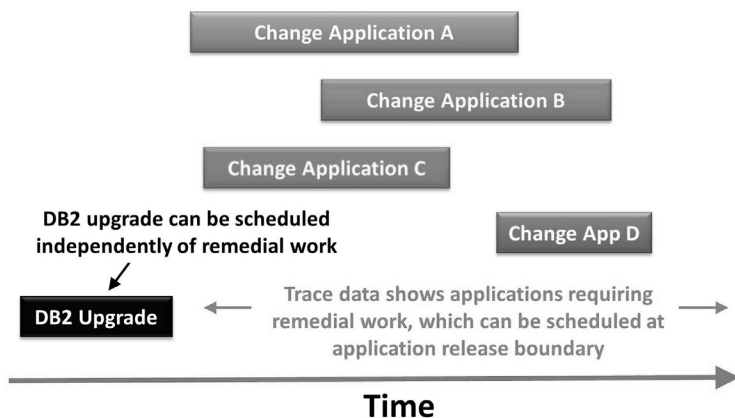 Change Application A
Change Application B
Change Application C
DB2 upgrade can be scheduled
independently of remedial work
Change App D
DB2 Upgrade
Trace data shows applications requiring
remedial work, which can be scheduled at
application release boundary
Time